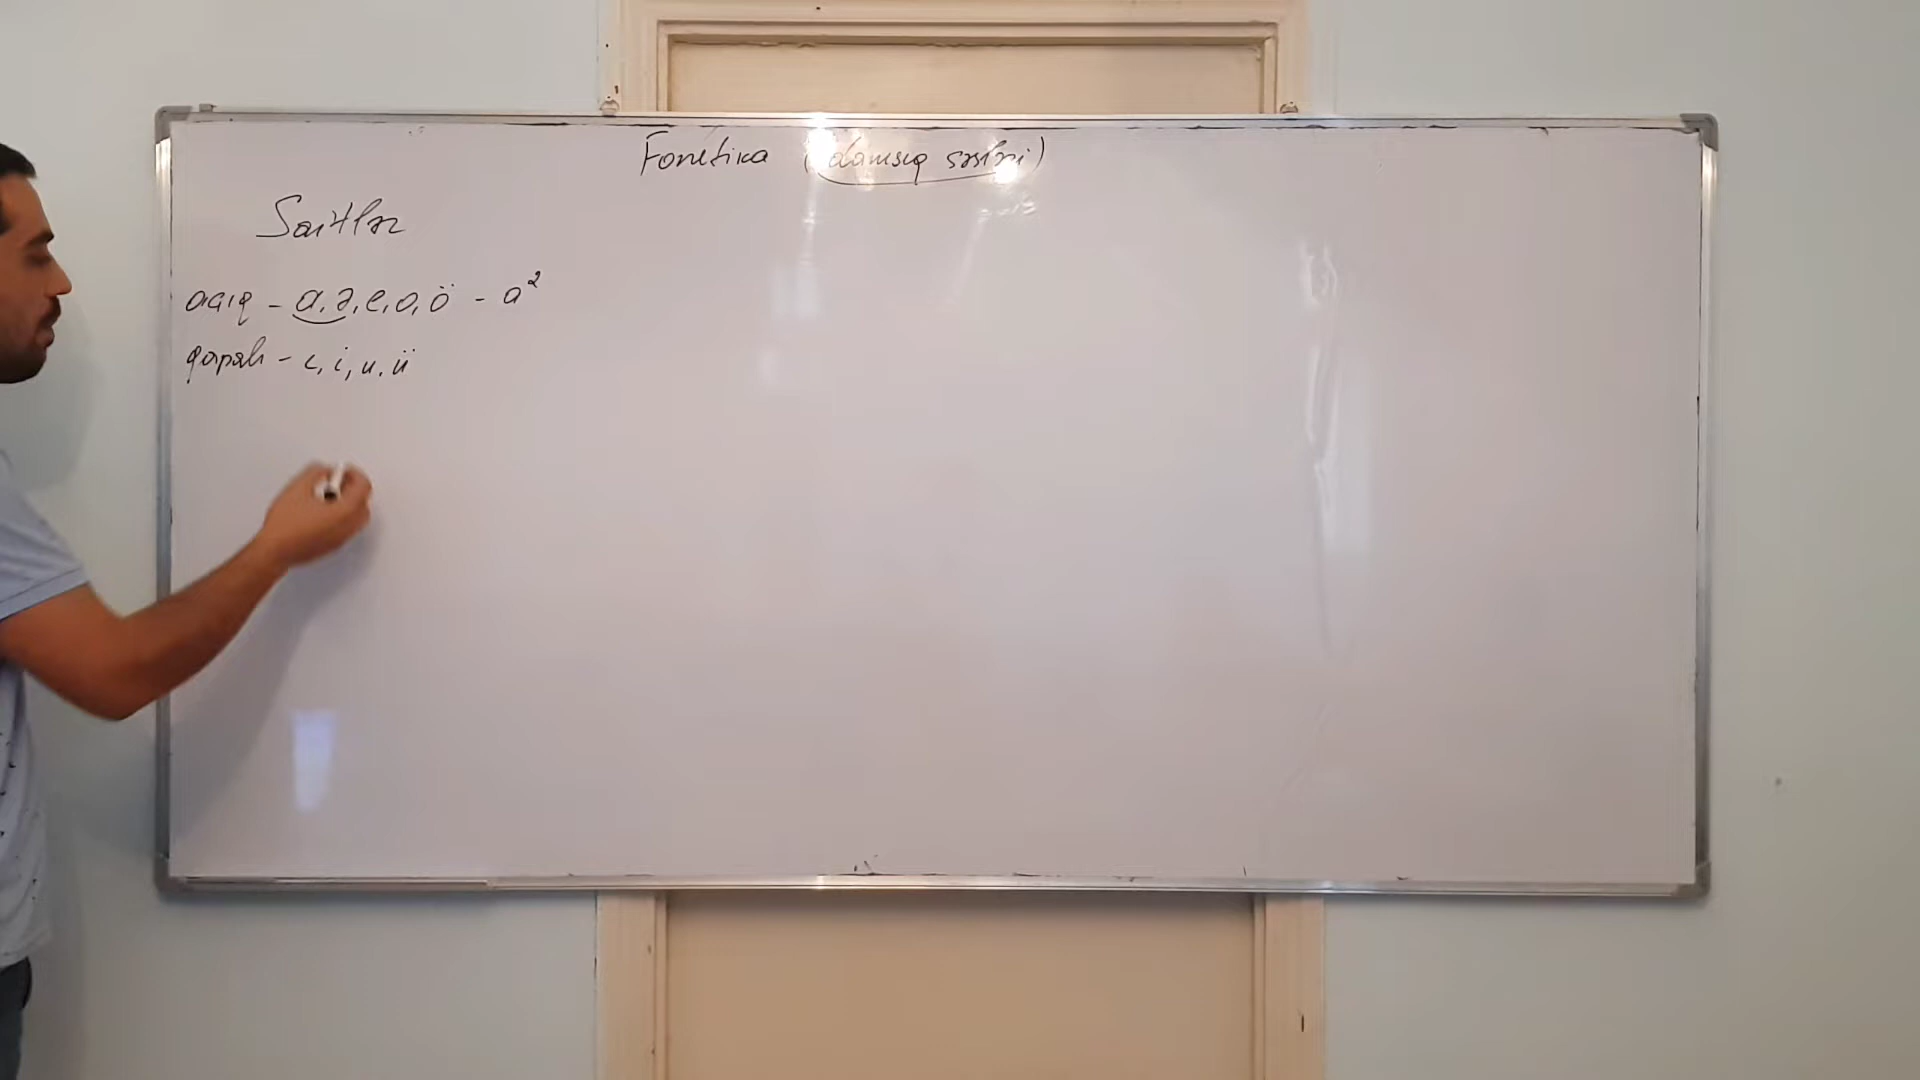 Fonetika (danışıq səsləri)
Saitlər
açıq - a, ə, e, o, ö - a²
qapalı - ı, i, u, ü